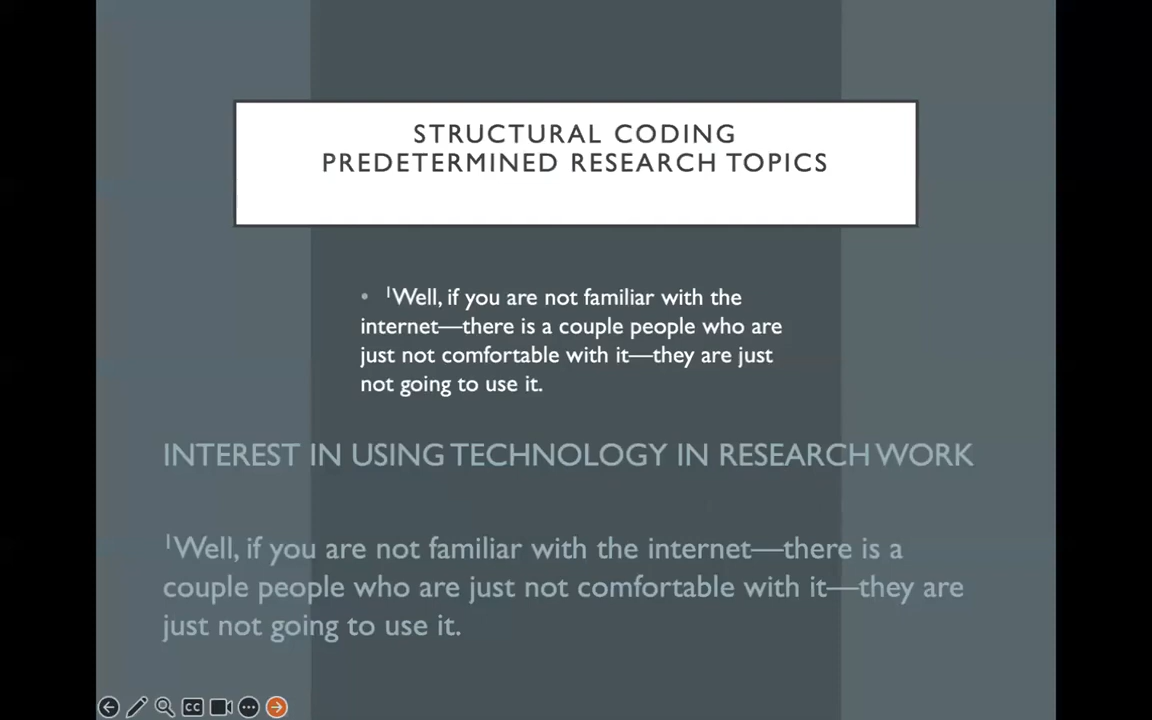 STRUCTURAL CODING
PREDETERMINED RESEARCH TOPICS
• ¹Well, if you are not familiar with the
internet—there is a couple people who are
just not comfortable with it—they are just
not going to use it.
INTEREST IN USING TECHNOLOGY IN RESEARCH WORK
¹Well, if you are not familiar with the internet—there is a
couple people who are just not comfortable with it—they are
just not going to use it.
CC